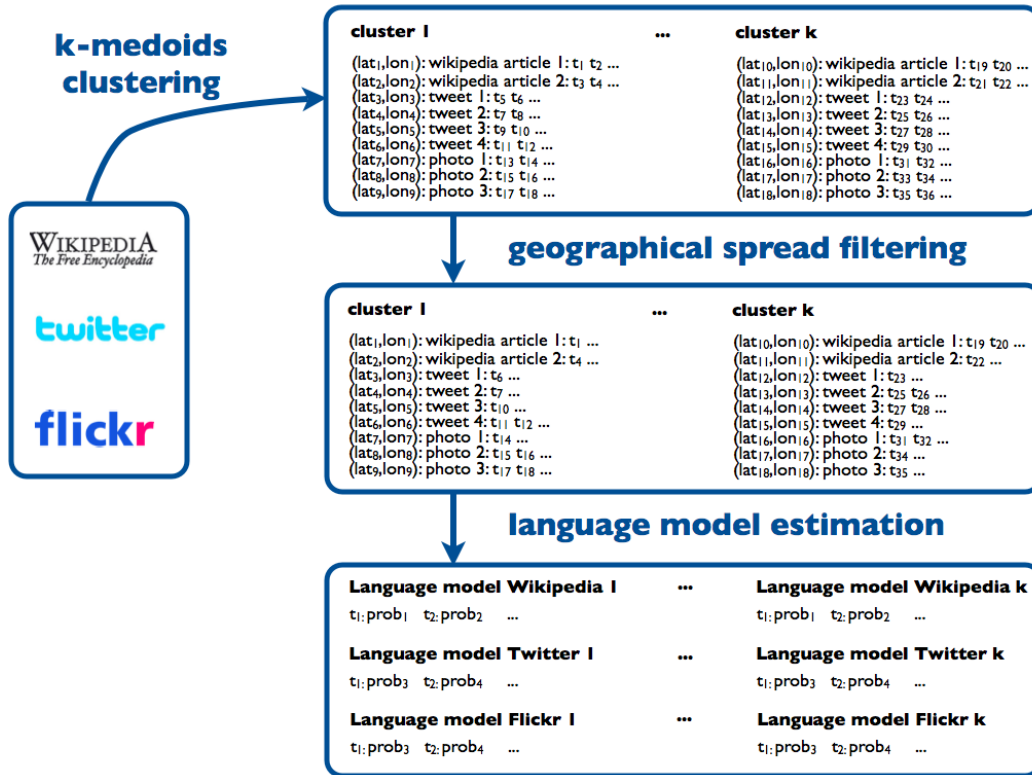 k-medoids
clustering
WIKIPEDIA
The Free Encyclopedia
twitter
flickr
cluster 1 ... cluster k
(lat₁,lon₁): wikipedia article 1: t₁ t₂ ... (lat₁₀,lon₁₀): wikipedia article 1: t₁₉ t₂₀ ...
(lat₂,lon₂): wikipedia article 2: t₃ t₄ ... (lat₁₁,lon₁₁): wikipedia article 2: t₂₁ t₂₂ ...
(lat₃,lon₃): tweet 1: t₅ t₆ ... (lat₁₂,lon₁₂): tweet 1: t₂₃ t₂₄ ...
(lat₄,lon₄): tweet 2: t₇ t₈ ... (lat₁₃,lon₁₃): tweet 2: t₂₅ t₂₆ ...
(lat₅,lon₅): tweet 3: t₉ t₁₀ ... (lat₁₄,lon₁₄): tweet 3: t₂₇ t₂₈ ...
(lat₆,lon₆): tweet 4: t₁₁ t₁₂ ... (lat₁₅,lon₁₅): tweet 4: t₂₉ t₃₀ ...
(lat₇,lon₇): photo 1: t₁₃ t₁₄ ... (lat₁₆,lon₁₆): photo 1: t₃₁ t₃₂ ...
(lat₈,lon₈): photo 2: t₁₅ t₁₆ ... (lat₁₇,lon₁₇): photo 2: t₃₃ t₃₄ ...
(lat₉,lon₉): photo 3: t₁₇ t₁₈ ... (lat₁₈,lon₁₈): photo 3: t₃₅ t₃₆ ...
geographical spread filtering
cluster 1 ... cluster k
(lat₁,lon₁): wikipedia article 1: t₁ ... (lat₁₀,lon₁₀): wikipedia article 1: t₁₉ t₂₀ ...
(lat₂,lon₂): wikipedia article 2: t₄ ... (lat₁₁,lon₁₁): wikipedia article 2: t₂₂ ...
(lat₃,lon₃): tweet 1: t₆ ... (lat₁₂,lon₁₂): tweet 1: t₂₃ ...
(lat₄,lon₄): tweet 2: t₇ ... (lat₁₃,lon₁₃): tweet 2: t₂₅ t₂₆ ...
(lat₅,lon₅): tweet 3: t₁₀ ... (lat₁₄,lon₁₄): tweet 3: t₂₇ t₂₈ ...
(lat₆,lon₆): tweet 4: t₁₁ t₁₂ ... (lat₁₅,lon₁₅): tweet 4: t₂₉ ...
(lat₇,lon₇): photo 1: t₁₄ ... (lat₁₆,lon₁₆): photo 1: t₃₁ t₃₂ ...
(lat₈,lon₈): photo 2: t₁₅ t₁₆ ... (lat₁₇,lon₁₇): photo 2: t₃₄ ...
(lat₉,lon₉): photo 3: t₁₇ t₁₈ ... (lat₁₈,lon₁₈): photo 3: t₃₅ ...
language model estimation
Language model Wikipedia 1 ... Language model Wikipedia k
t₁: prob₁ t₂: prob₂ ... t₁: prob₁ t₂: prob₂ ...
Language model Twitter 1 ... Language model Twitter k
t₁: prob₃ t₂: prob₄ ... t₁: prob₃ t₂: prob₄ ...
Language model Flickr 1 ... Language model Flickr k
t₁: prob₃ t₂: prob₄ ... t₁: prob₃ t₂: prob₄ ...